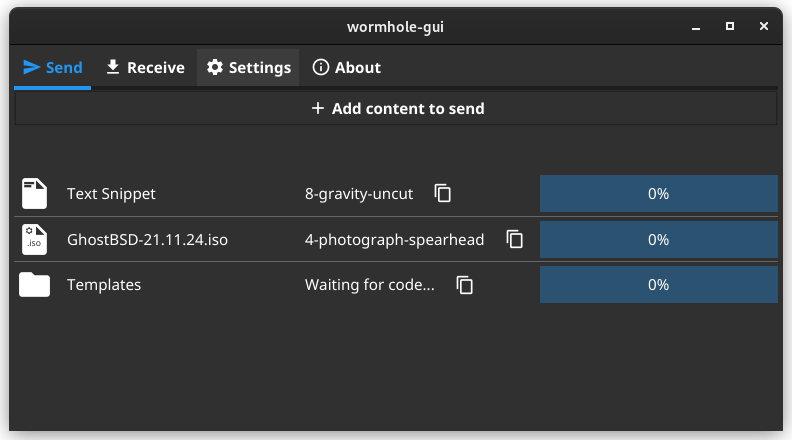 wormhole-gui
Send Receive Settings About
+ Add content to send
Text Snippet 8-gravity-uncut 0%
.iso GhostBSD-21.11.24.iso 4-photograph-spearhead 0%
Templates Waiting for code... 0%